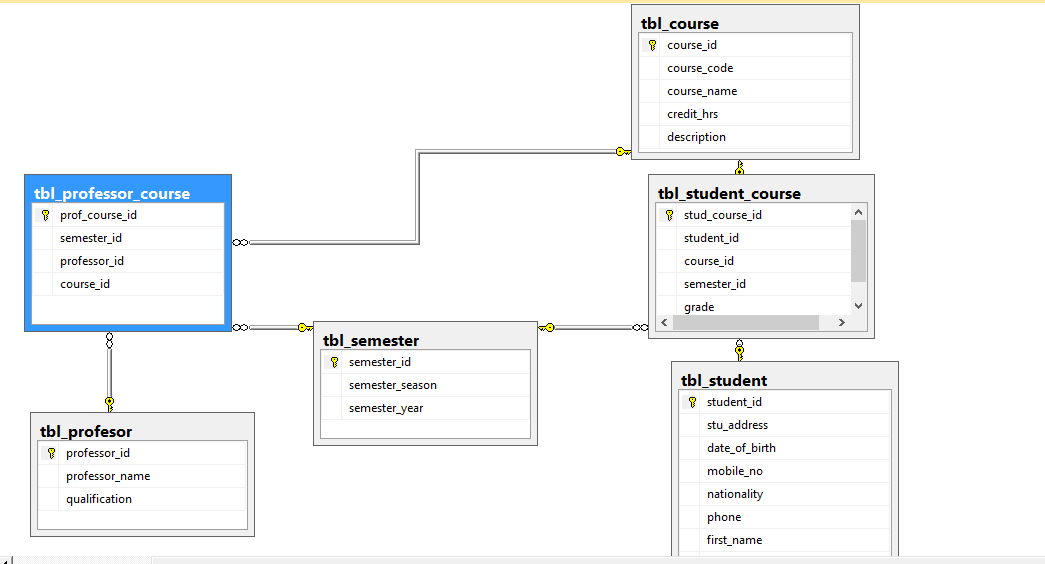 tbl_course
course_id
course_code
course_name
credit_hrs
description
tbl_professor_course
prof_course_id
semester_id
professor_id
course_id
tbl_student_course
stud_course_id
student_id
course_id
semester_id
grade
tbl_semester
semester_id
semester_season
semester_year
tbl_profesor
professor_id
professor_name
qualification
tbl_student
student_id
stu_address
date_of_birth
mobile_no
nationality
phone
first_name